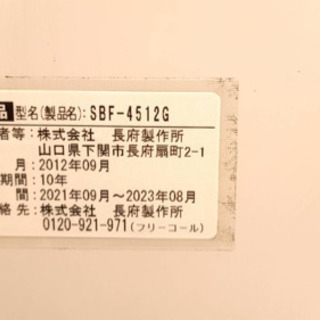 品 型名(製品名):SBF-4512G
者等:株式会社 長府製作所
山口県下関市長府扇町2-1
月:2012年09月
期間:10年
間:2021年09月～2023年08月
絡先:株式会社 長府製作所
0120-921-971(フリーコール)